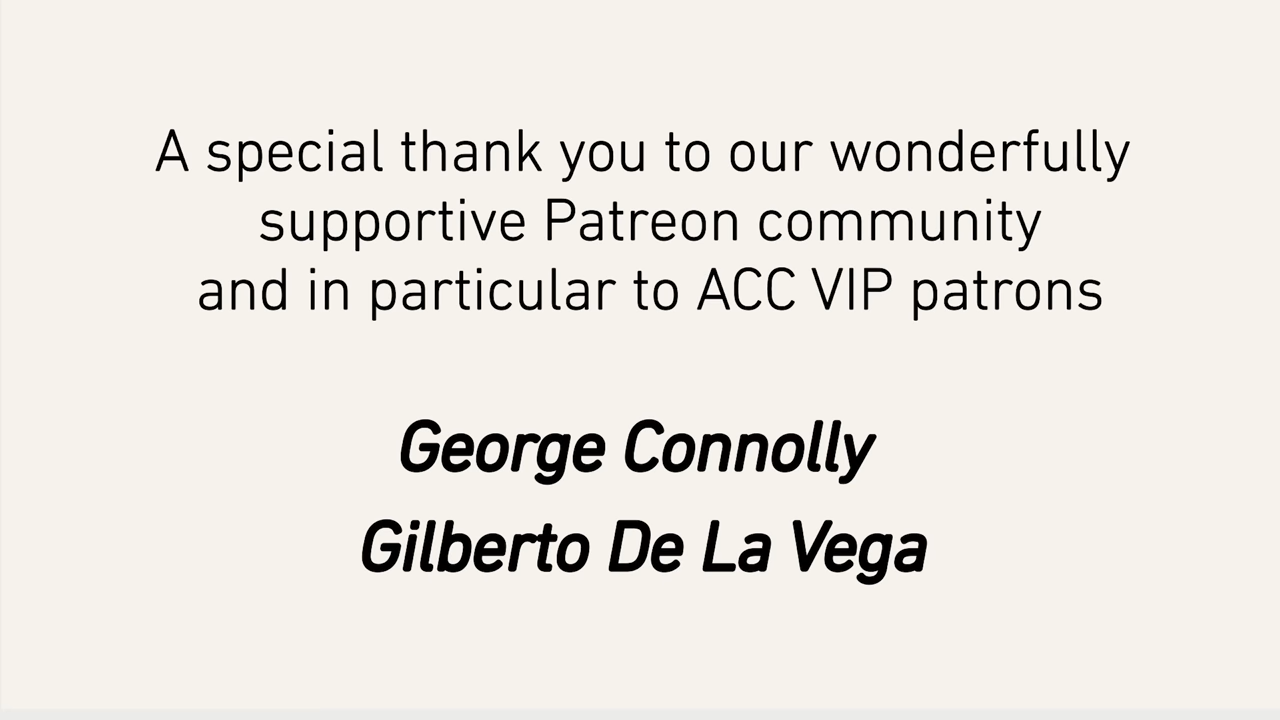 A special thank you to our wonderfully
supportive Patreon community
and in particular to ACC VIP patrons
George Connolly
Gilberto De La Vega